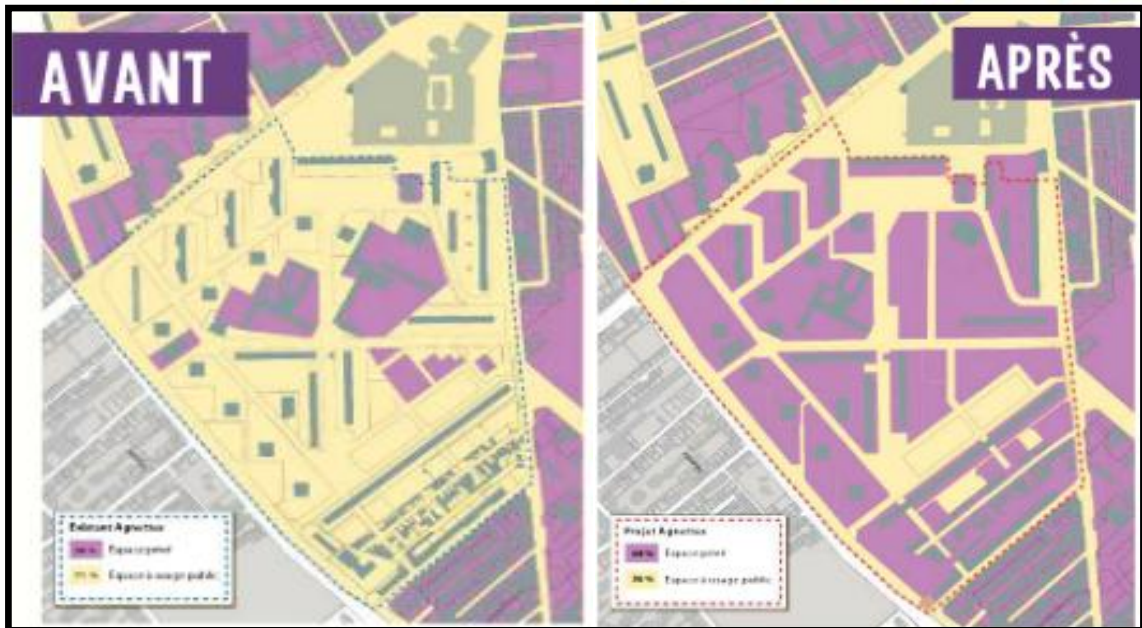 AVANT
APRÈS
Existant Agnettes
Espace privé
Espace à usage public
Projet Agnettes
Espace privé
Espace à usage public